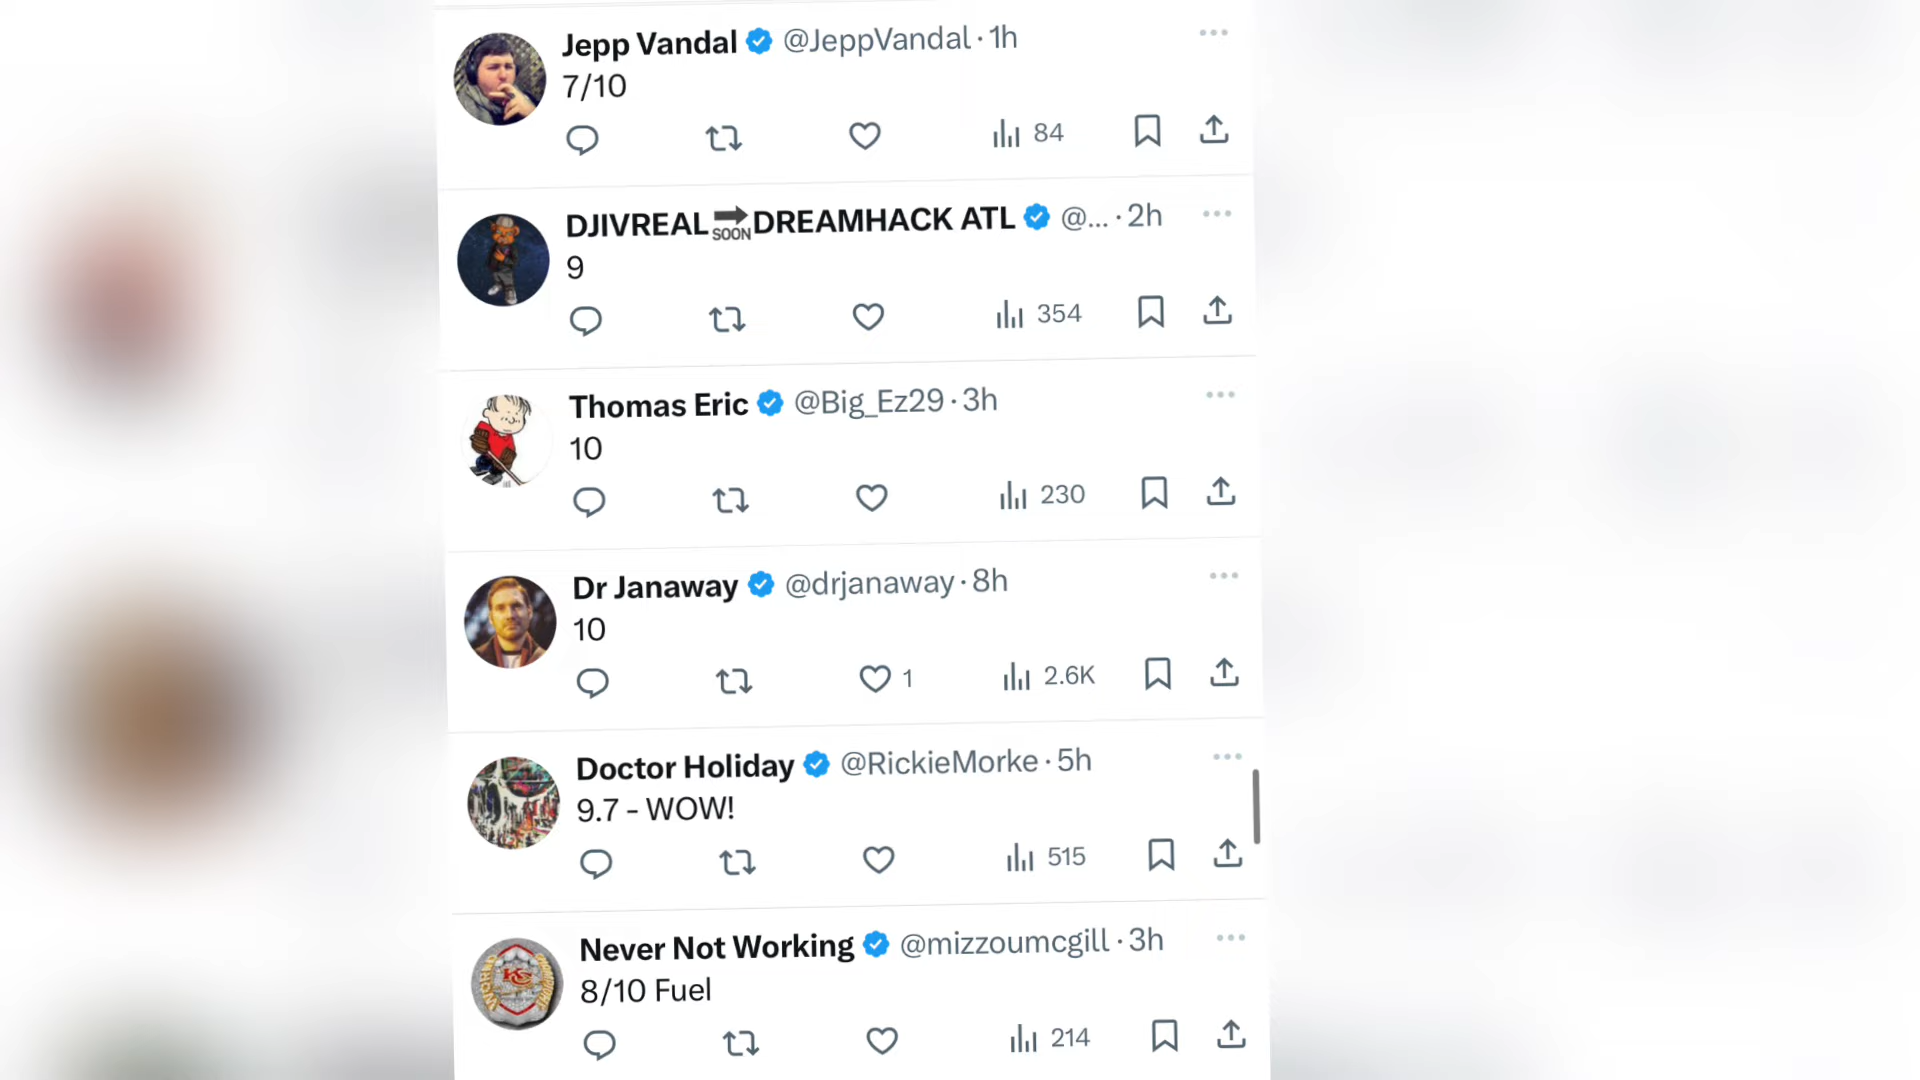 Jepp Vandal @JeppVandal · 1h
7/10
84
DJIVREAL SOON DREAMHACK ATL @... · 2h
9
354
Thomas Eric @Big_Ez29 · 3h
10
230
Dr Janaway @drjanaway · 8h
10
1 2.6K
Doctor Holiday @RickieMorke · 5h
9.7 - WOW!
515
Never Not Working @mizzoumcgill · 3h
8/10 Fuel
214